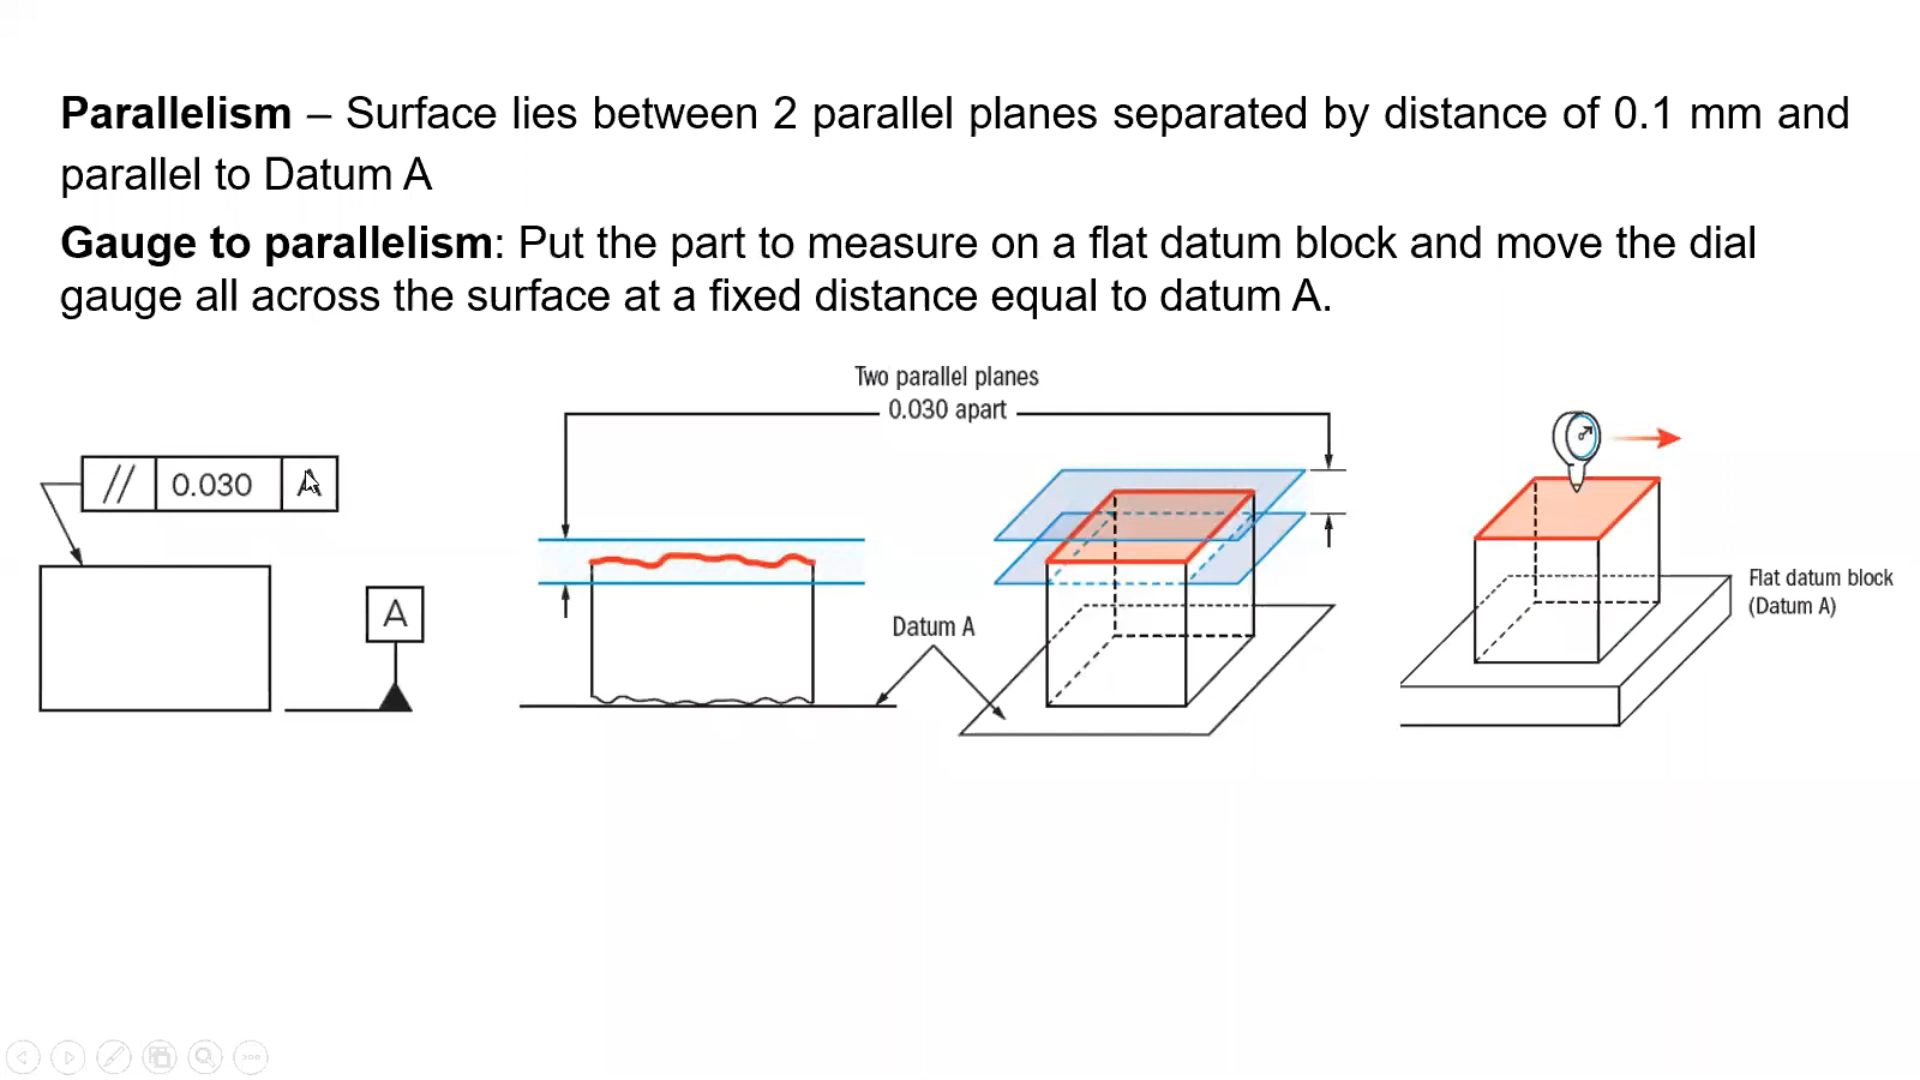 Parallelism – Surface lies between 2 parallel planes separated by distance of 0.1 mm and
parallel to Datum A
Gauge to parallelism: Put the part to measure on a flat datum block and move the dial
gauge all across the surface at a fixed distance equal to datum A.
Two parallel planes
0.030 apart
// 0.030 A
A
Datum A
Flat datum block
(Datum A)